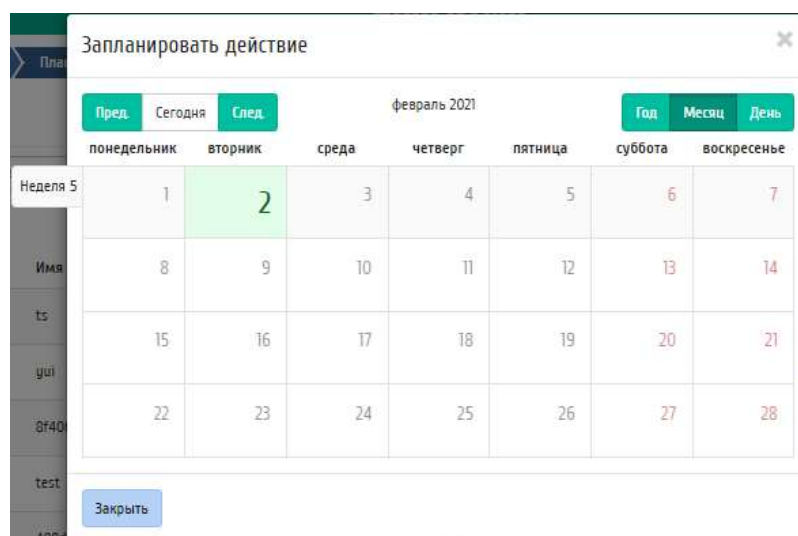 Запланировать действие ×
Пред. Сегодня След. февраль 2021 Год Месяц День
понедельник вторник среда четверг пятница суббота воскресенье
Неделя 5 1 2 3 4 5 6 7
Имя 8 9 10 11 12 13 14
ts
15 16 17 18 19 20 21
yui
22 23 24 25 26 27 28
test
Закрыть